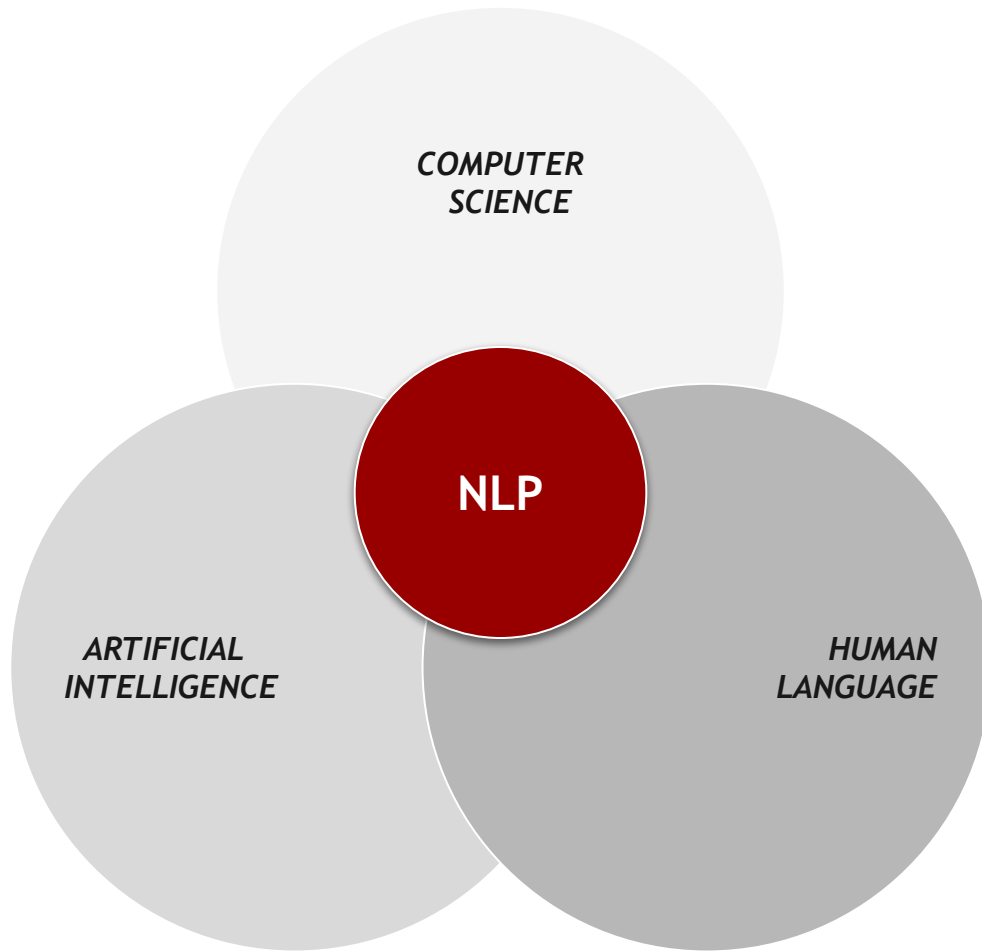 COMPUTER
SCIENCE
NLP
ARTIFICIAL
INTELLIGENCE
HUMAN
LANGUAGE